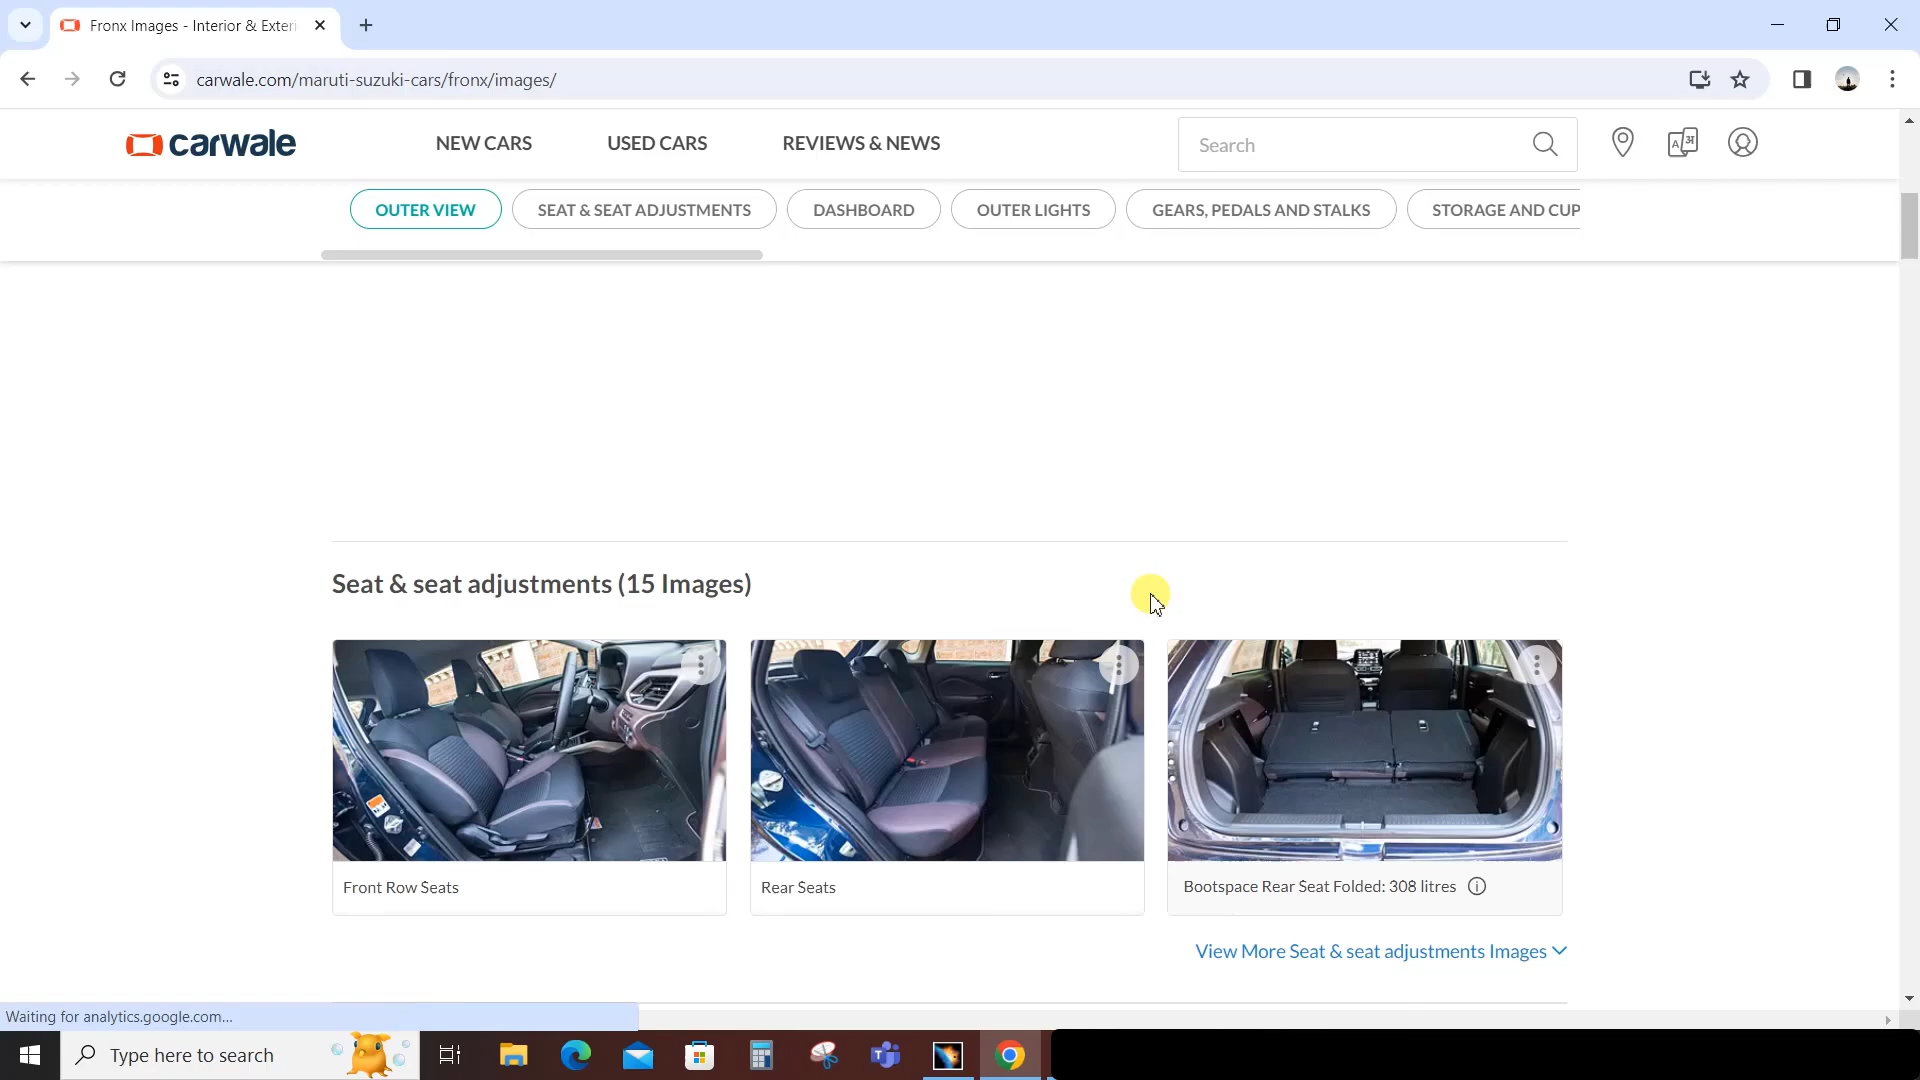 Fronx Images - Interior & Exteri
carwale.com/maruti-suzuki-cars/fronx/images/
carwale
NEW CARS
USED CARS
REVIEWS & NEWS
Search
OUTER VIEW
SEAT & SEAT ADJUSTMENTS
DASHBOARD
OUTER LIGHTS
GEARS, PEDALS AND STALKS
STORAGE AND CUP
Seat & seat adjustments (15 Images)
Front Row Seats
Rear Seats
Bootspace Rear Seat Folded: 308 litres
View More Seat & seat adjustments Images
Waiting for analytics.google.com...
Type here to search